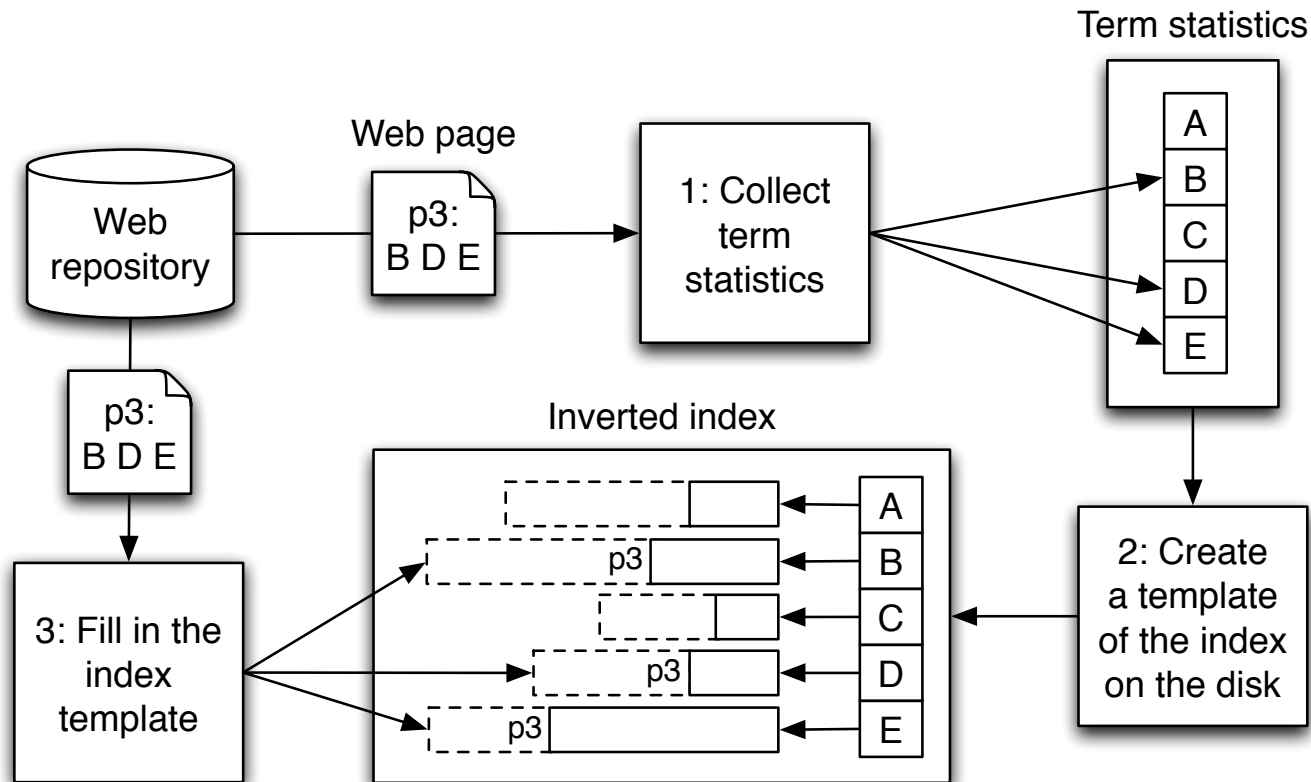 Term statistics
A
B
C
D
E
Web page
p3:
B D E
1: Collect
term
statistics
Web
repository
p3:
B D E
Inverted index
A
p3
B
C
p3
D
p3
E
2: Create
a template
of the index
on the disk
3: Fill in the
index
template